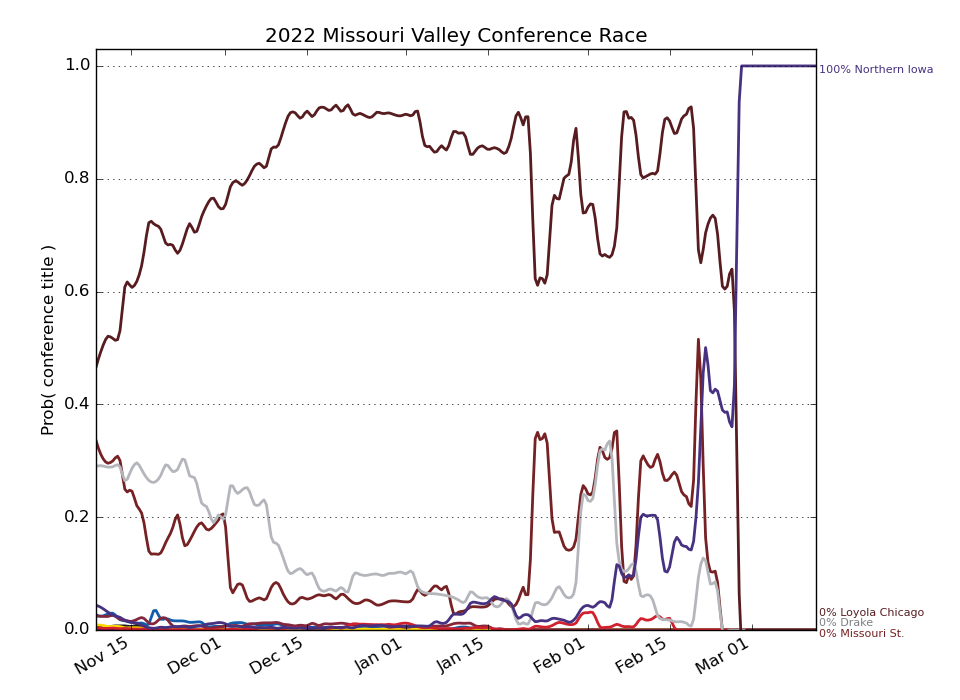 2022 Missouri Valley Conference Race
Prob( conference title )
1.0
0.8
0.6
0.4
0.2
0.0
Nov 15
Dec 01
Dec 15
Jan 01
Jan 15
Feb 01
Feb 15
Mar 01
100% Northern Iowa
0% Loyola Chicago
0% Drake
0% Missouri St.